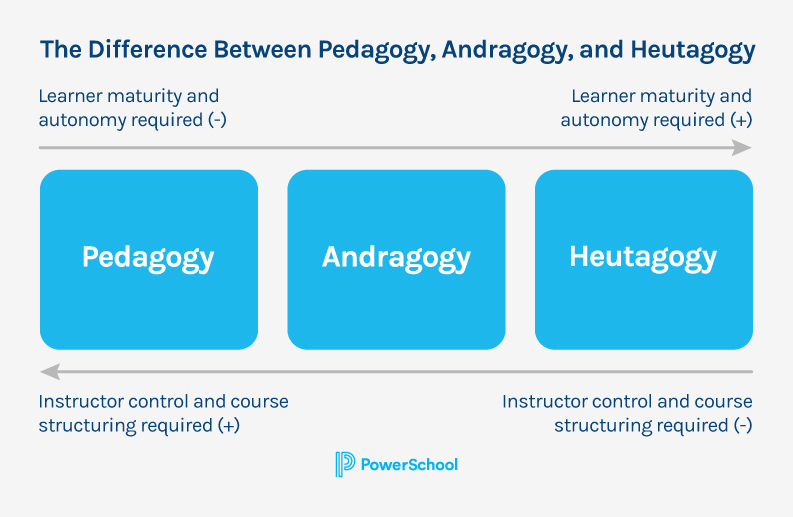 The Difference Between Pedagogy, Andragogy, and Heutagogy
Learner maturity and
autonomy required (-)
Learner maturity and
autonomy required (+)
Pedagogy
Andragogy
Heutagogy
Instructor control and course
structuring required (+)
Instructor control and course
structuring required (-)
PowerSchool